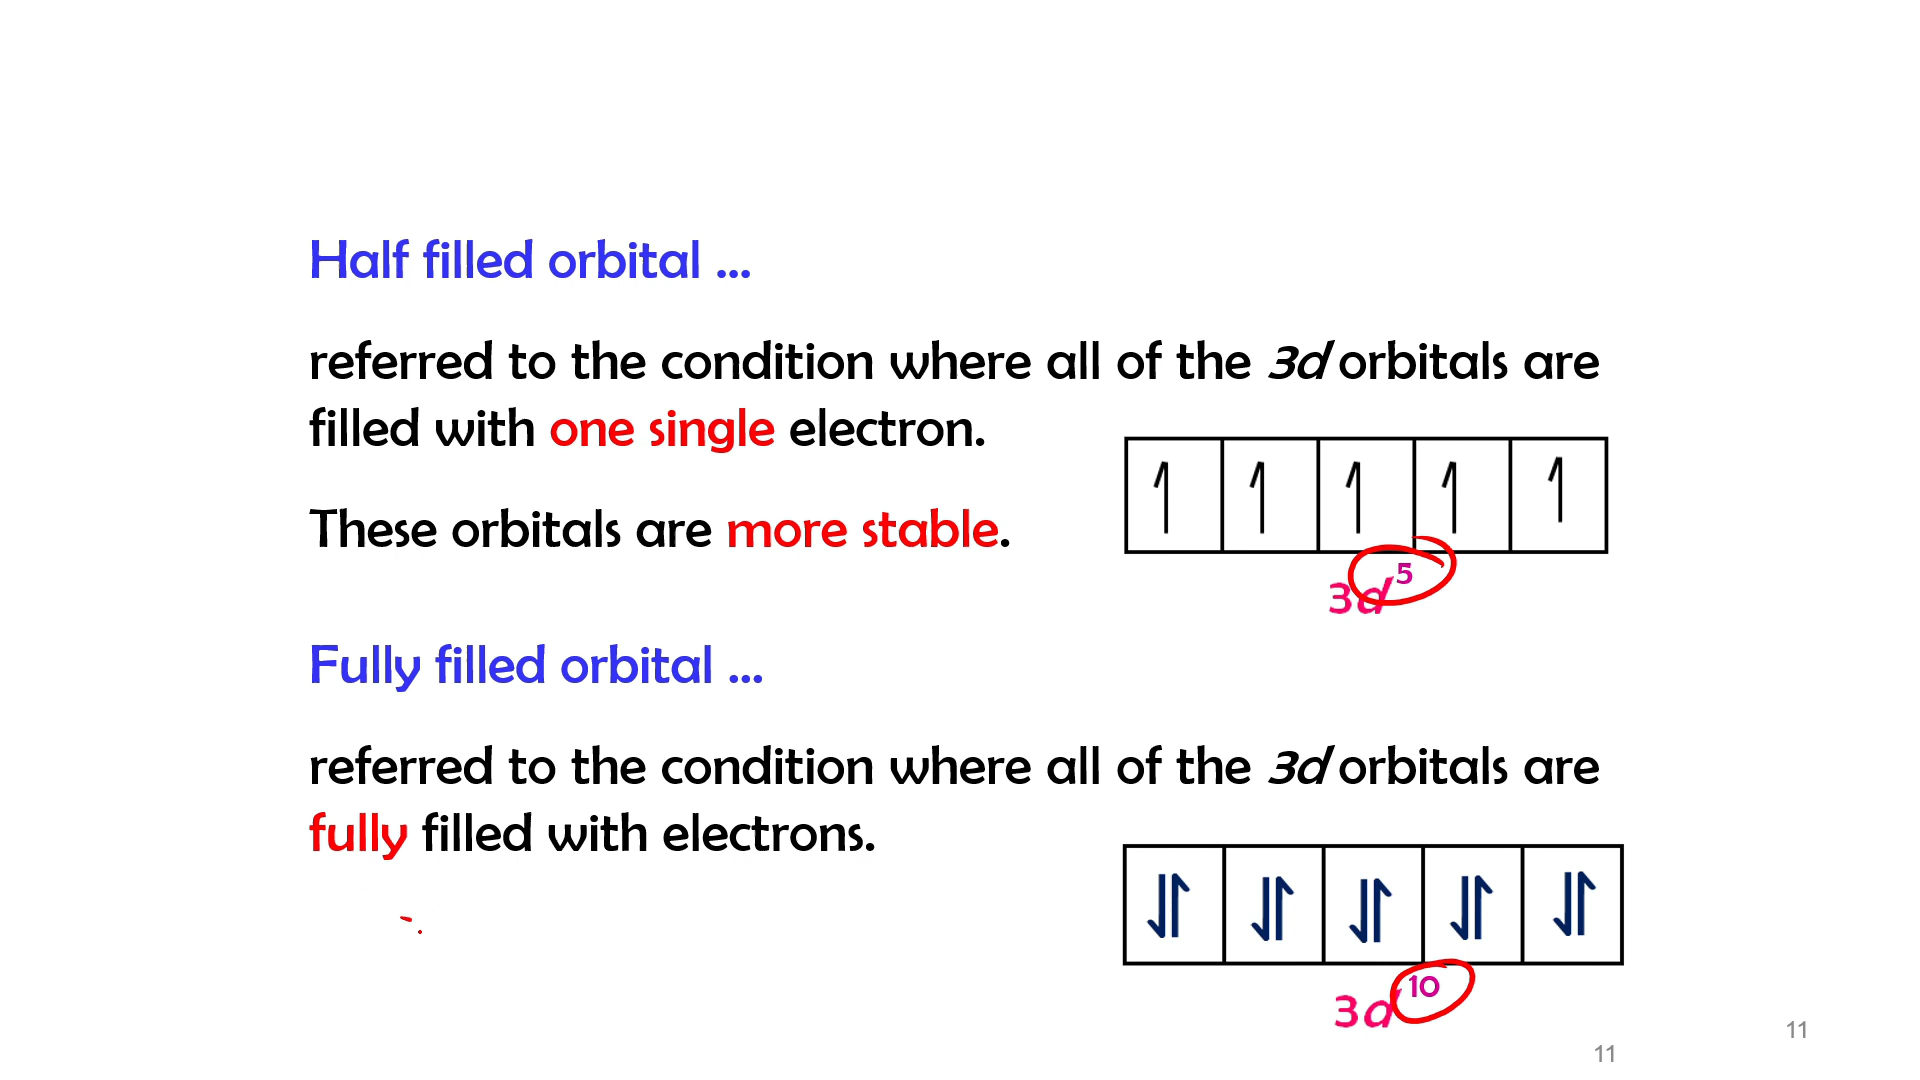 Half filled orbital ...
referred to the condition where all of the 3d orbitals are
filled with one single electron.
These orbitals are more stable.
3d⁵
Fully filled orbital ...
referred to the condition where all of the 3d orbitals are
fully filled with electrons.
3d¹⁰
11
11